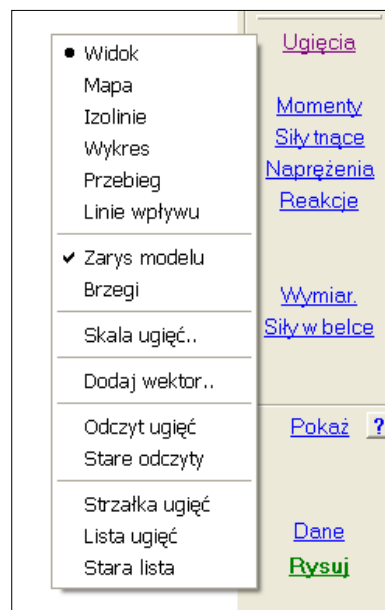 Widok
Mapa
Izolinie
Wykres
Przebieg
Linie wpływu
Zarys modelu
Brzegi
Skala ugięć..
Dodaj wektor..
Odczyt ugięć
Stare odczyty
Strzałka ugięć
Lista ugięć
Stara lista
Ugięcia
Momenty
Siły tnące
Naprężenia
Reakcje
Wymiar.
Siły w belce
Pokaż ?
Dane
Rysuj